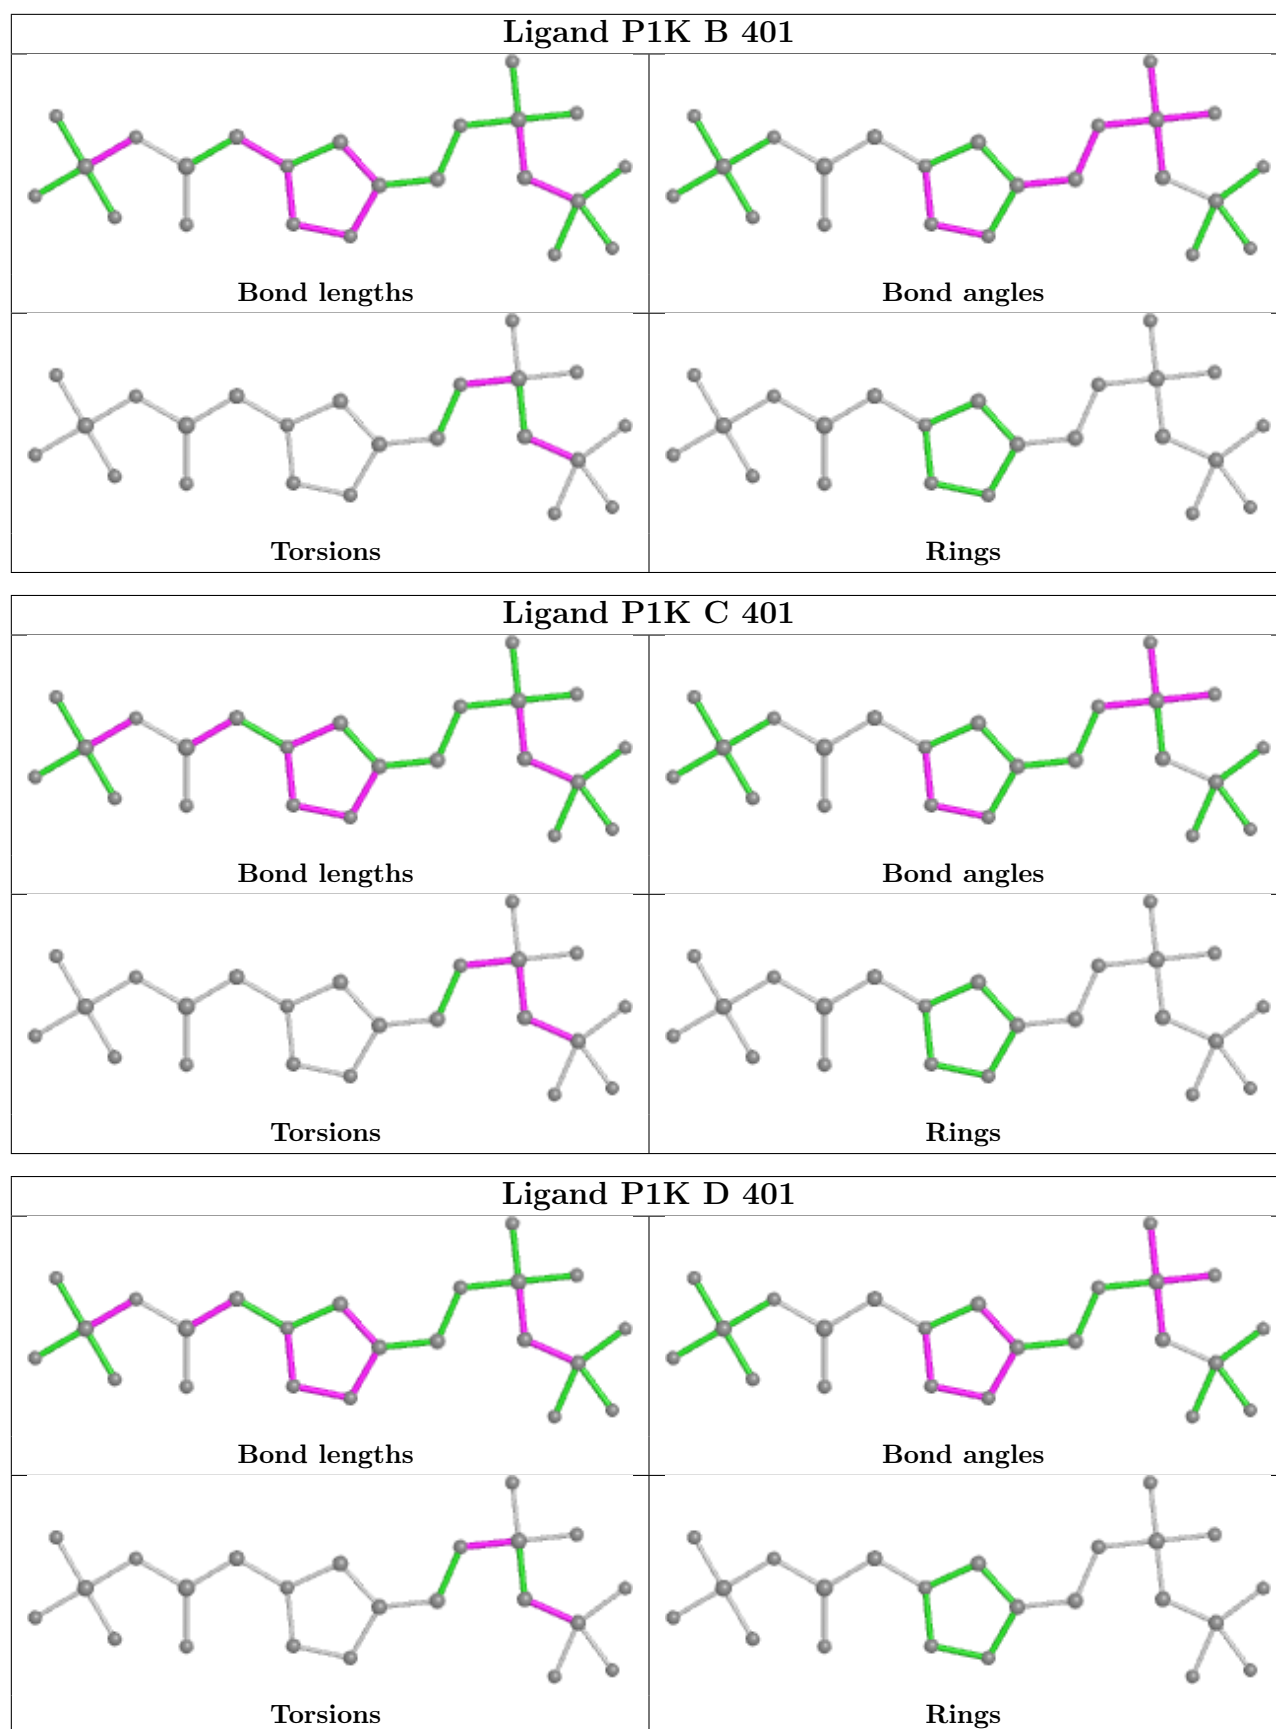 Ligand P1K B 401
Bond lengths
Bond angles
Torsions
Rings
Ligand P1K C 401
Bond lengths
Bond angles
Torsions
Rings
Ligand P1K D 401
Bond lengths
Bond angles
Torsions
Rings